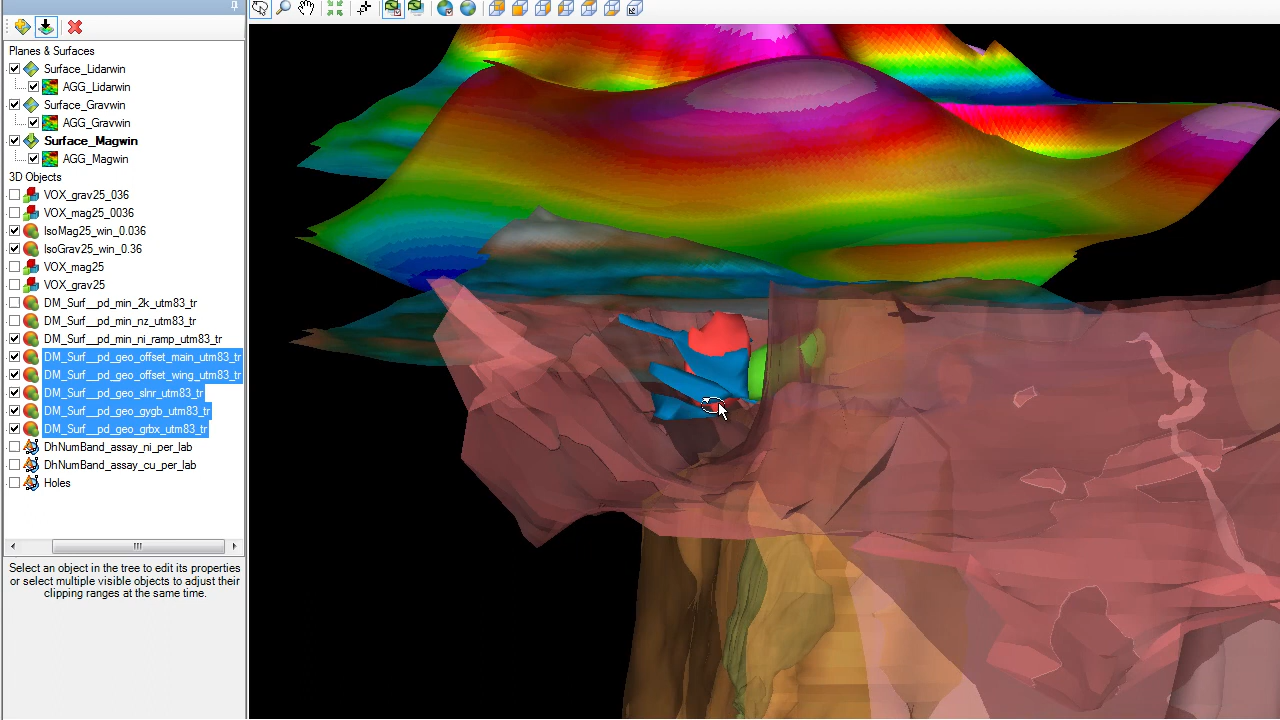 Planes & Surfaces
Surface_Lidarwin
AGG_Lidarwin
Surface_Gravwin
AGG_Gravwin
Surface_Magwin
AGG_Magwin
3D Objects
VOX_grav25_036
VOX_mag25_0036
IsoMag25_win_0.036
IsoGrav25_win_0.36
VOX_mag25
VOX_grav25
DM_Surf__pd_min_2k_utm83_tr
DM_Surf__pd_min_nz_utm83_tr
DM_Surf__pd_min_ni_ramp_utm83_tr
DM_Surf__pd_geo_offset_main_utm83_tr
DM_Surf__pd_geo_offset_wing_utm83_tr
DM_Surf__pd_geo_slnr_utm83_tr
DM_Surf__pd_geo_gygb_utm83_tr
DM_Surf__pd_geo_grbx_utm83_tr
DhNumBand_assay_ni_per_lab
DhNumBand_assay_cu_per_lab
Holes
Select an object in the tree to edit its properties
or select multiple visible objects to adjust their
clipping ranges at the same time.